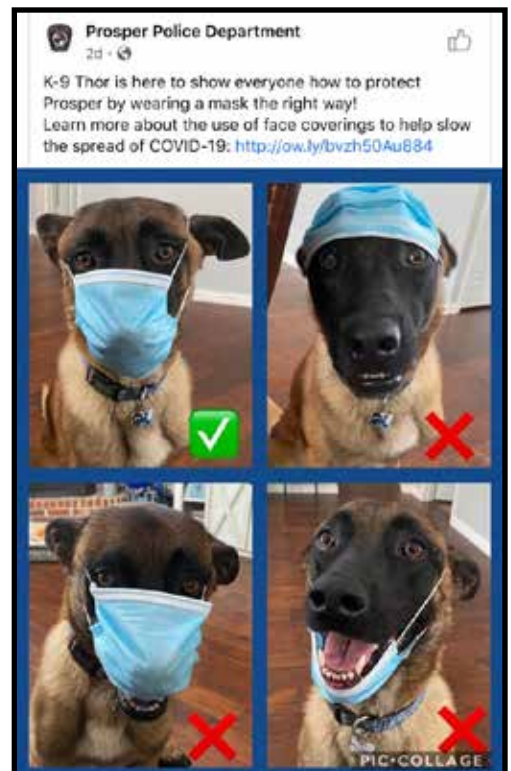 Prosper Police Department
2d
K-9 Thor is here to show everyone how to protect
Prosper by wearing a mask the right way!
Learn more about the use of face coverings to help slow
the spread of COVID-19: http://ow.ly/bvzh50Au884
PIC•COLLAGE